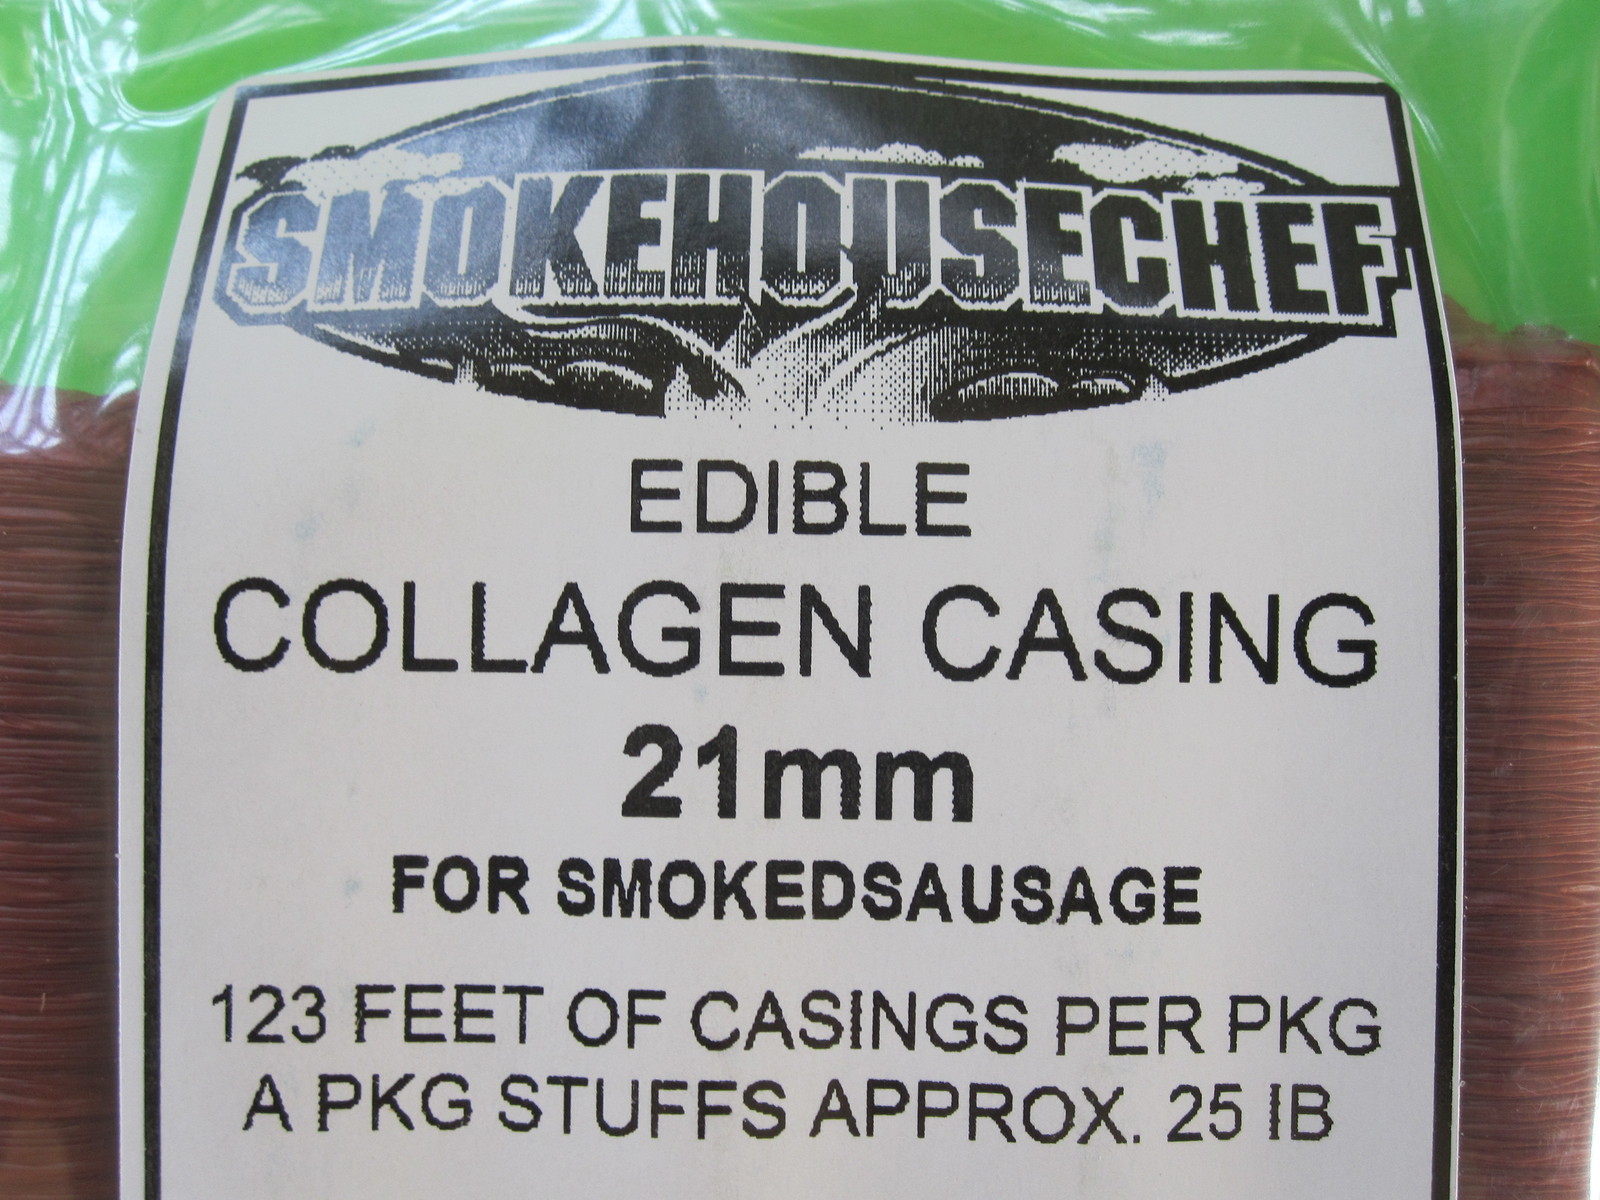 SMOKEHOUSECHEF
EDIBLE
COLLAGEN CASING
21mm
FOR SMOKEDSAUSAGE
123 FEET OF CASINGS PER PKG
A PKG STUFFS APPROX. 25 IB